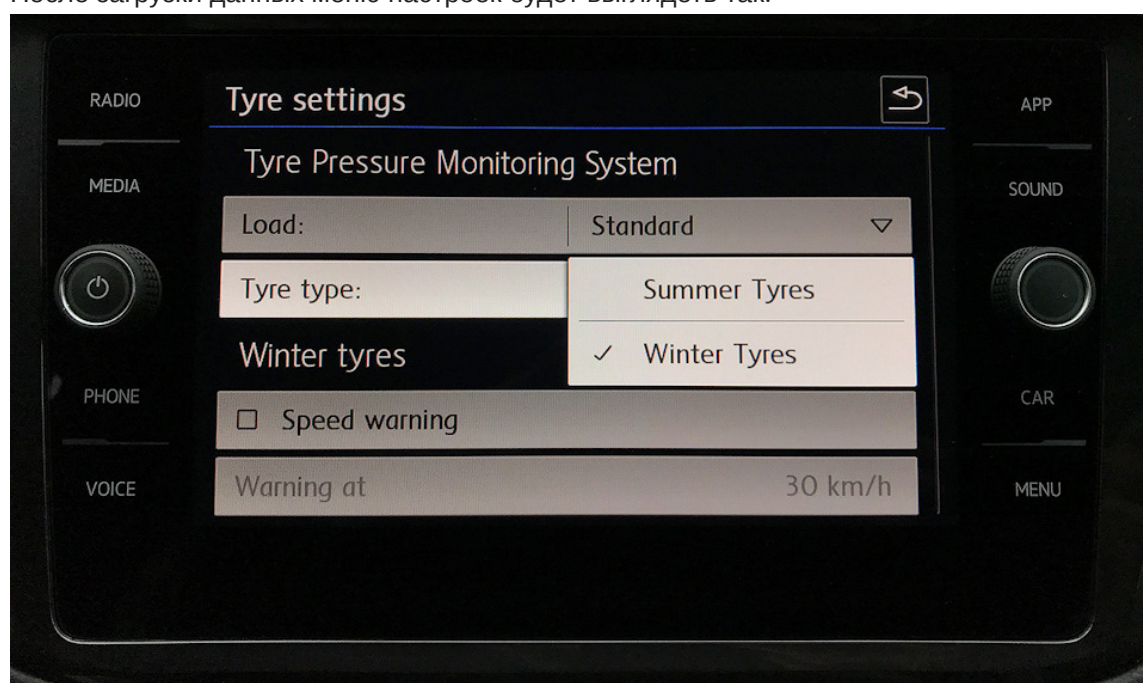 После загрузки данных меню настроек будет выглядеть так:
RADIO
MEDIA
PHONE
VOICE
Tyre settings
Tyre Pressure Monitoring System
Load: Standard
Tyre type: Summer Tyres
Winter tyres ✓ Winter Tyres
Speed warning
Warning at 30 km/h
APP
SOUND
CAR
MENU